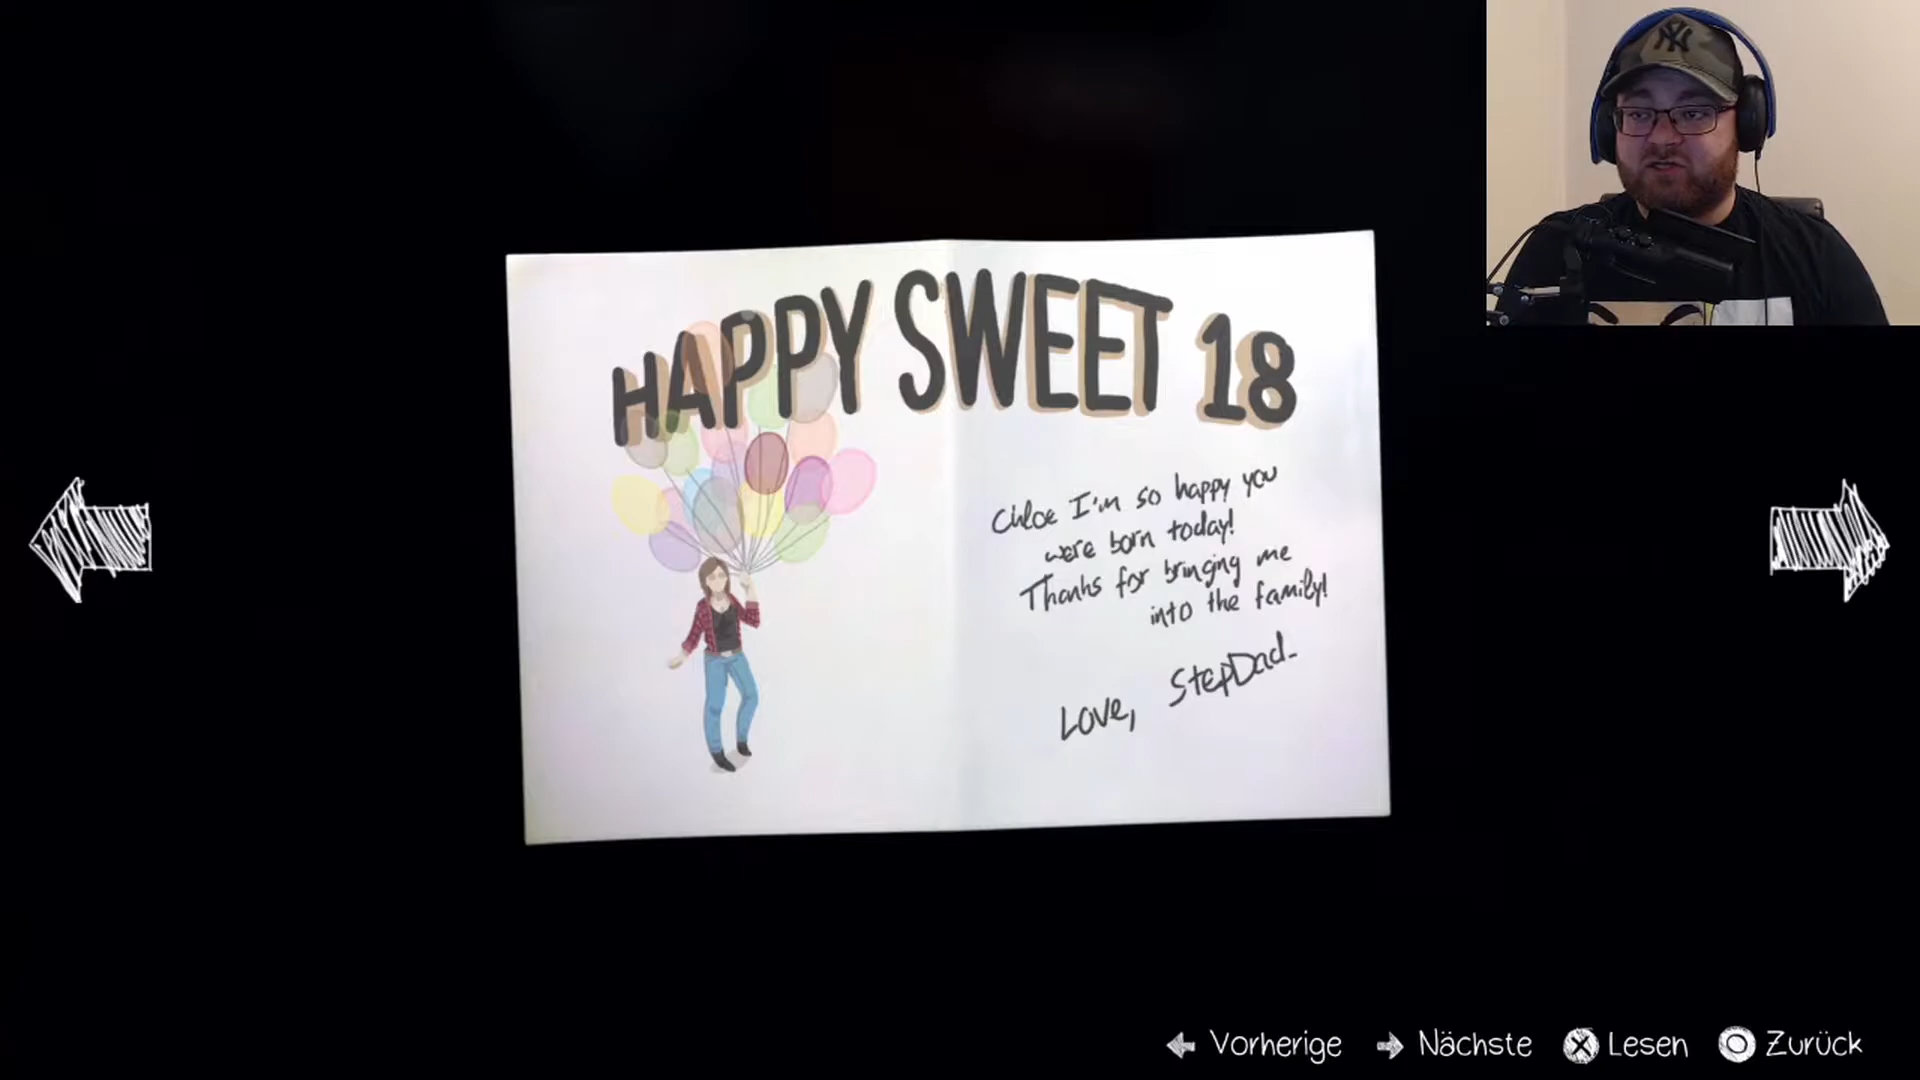 NY
HAPPY SWEET 18
Chloe I'm so happy you
were born today!
Thanks for bringing me
into the family!
Love, StepDad-
Vorherige Nächste Lesen Zurück